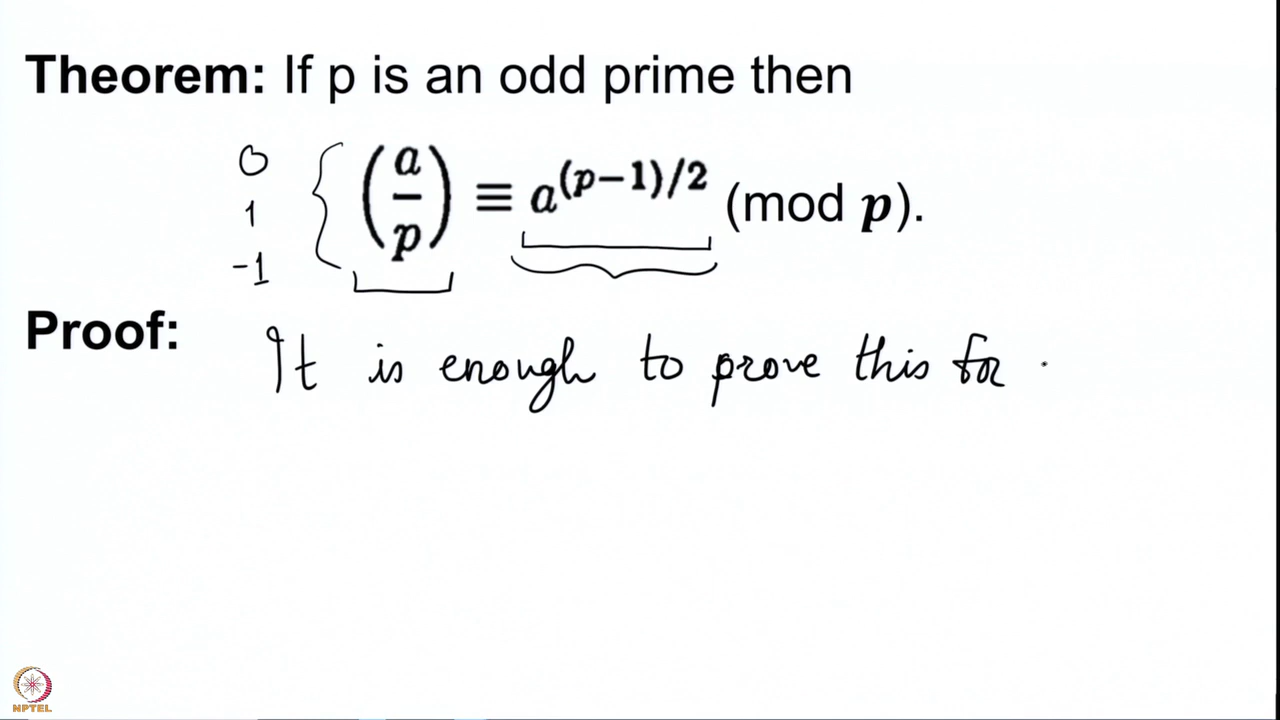 Theorem: If p is an odd prime then
0
1
-1
(a/p) ≡ a^{(p−1)/2} (mod p).
Proof:
It is enough to prove this for
NPTEL